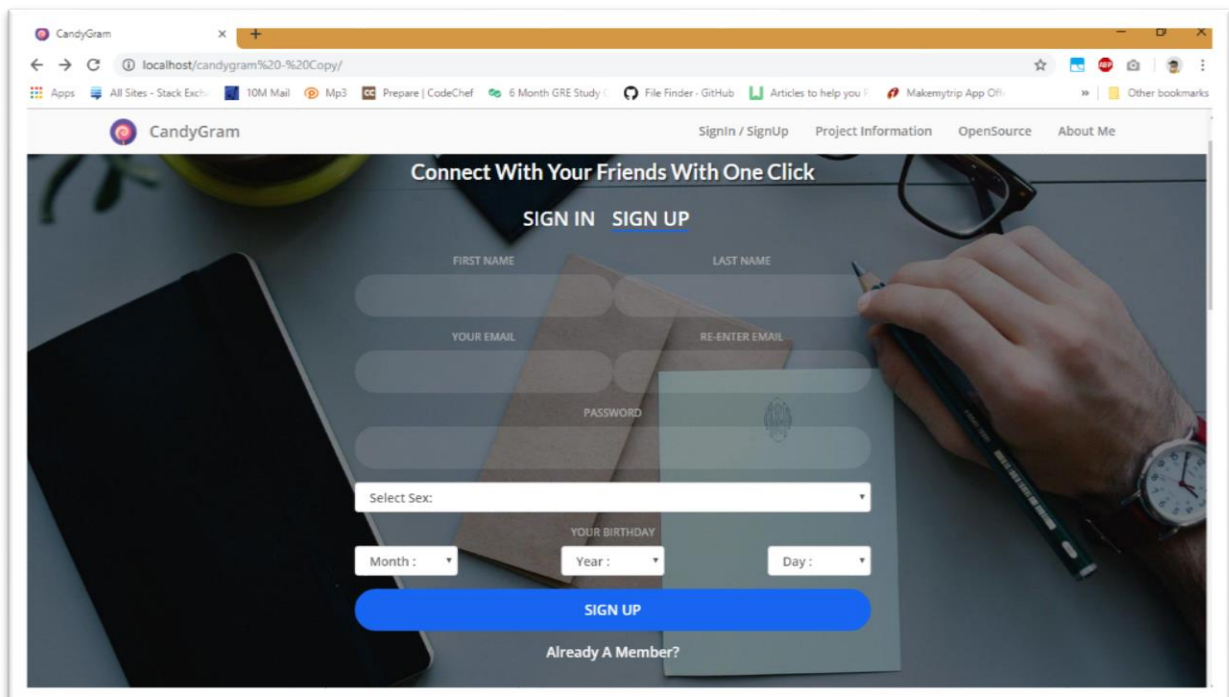 CandyGram
localhost/candygram%20-%20Copy/
Apps All Sites - Stack Exch 10M Mail Mp3 Prepare | CodeChef 6 Month GRE Study File Finder · GitHub Articles to help you Makemytrip App Off Other bookmarks
CandyGram SignIn / SignUp Project Information OpenSource About Me
Connect With Your Friends With One Click
SIGN IN SIGN UP
FIRST NAME LAST NAME
YOUR EMAIL RE-ENTER EMAIL
PASSWORD
Select Sex:
YOUR BIRTHDAY
Month : Year : Day :
SIGN UP
Already A Member?